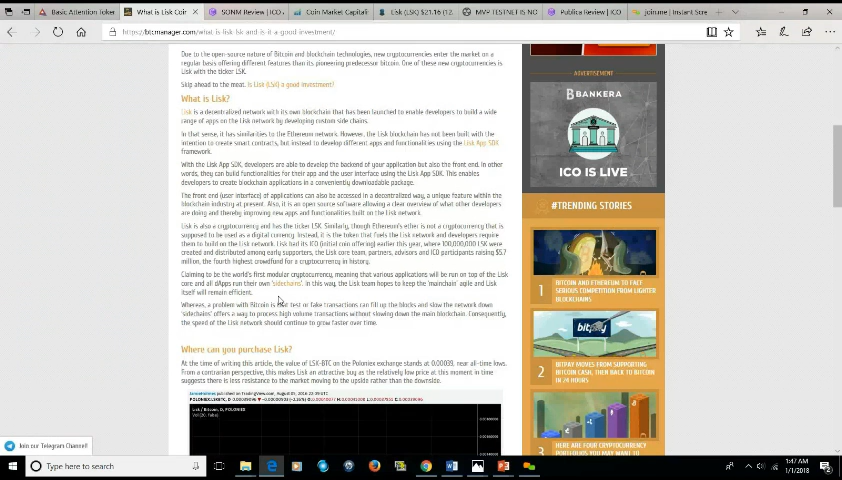 Basic Attention Token
What is Lisk Coin
SONM Review | ICO
Coin Market Capitali
Lisk (LSK) $21.16 (12.
MVP TESTNET IS NO
Publica Review | ICO
join.me | Instant Scre
https://btcmanager.com/what-is-lisk-lsk-and-is-it-a-good-investment/
Due to the open-source nature of Bitcoin and blockchain technologies, new cryptocurrencies enter the market on a
regular basis offering different features than its pioneering predecessor bitcoin. One of these new cryptocurrencies is
Lisk with the ticker LSK.
Skip ahead to the meat. Is Lisk (LSK) a good investment?
What is Lisk?
Lisk is a decentralized network with its own blockchain that has been launched to enable developers to build a wide
range of apps on the Lisk network by developing custom side chains.
In that sense, it has similarities to the Ethereum network. However, the Lisk blockchain has not been built with the
intention to create smart contracts, but instead to develop different apps and functionalities using the Lisk App SDK
framework.
With the Lisk App SDK, developers are able to develop the backend of your application but also the front end. In other
words, they can build functionalities for their app and the user interface using the Lisk App SDK. This enables
developers to create blockchain applications in a conveniently downloadable package.
The front end (user interface) of applications can also be accessed in a decentralized way, a unique feature within the
blockchain industry at present. Also, it is an open source software allowing a clear overview of what other developers
are doing and thereby improving new apps and functionalities built on the Lisk network.
Lisk is also a cryptocurrency and has the ticker LSK. Similarly, though Ethereum's ether is not a cryptocurrency that is
supposed to be used as a digital currency. Instead, it is the token that fuels the Lisk network and developers require
them to build on the Lisk network. Lisk had its ICO (initial coin offering) earlier this year, where 100,000,000 LSK were
created and distributed among early supporters, the Lisk core team, partners, advisors and ICO participants raising $5.7
million, the fourth highest crowdfund for a cryptocurrency in history.
Claiming to be the world's first modular cryptocurrency, meaning that various applications will be run on top of the Lisk
core and all dApps run their own 'sidechains'. In this way, the Lisk team hopes to keep the 'mainchain' agile and Lisk
itself will remain efficient.
Whereas, a problem with Bitcoin is that test or fake transactions can fill up the blocks and slow the network down
'sidechains' offers a way to process high volume transactions without slowing down the main blockchain. Consequently,
the speed of the Lisk network should continue to grow faster over time.
Where can you purchase Lisk?
At the time of writing this article, the value of LSK-BTC on the Poloniex exchange stands at 0.00039, near all-time lows.
From a contrarian perspective, this makes Lisk an attractive buy as the relatively low price at this moment in time
suggests there is less resistance to the market moving to the upside rather than the downside.
published on TradingView.com, August 05, 2016
Lisk / Bitcoin, D, POLONIEX
ADVERTISEMENT
BANKERA
ICO IS LIVE
#TRENDING STORIES
1
BITCOIN AND ETHEREUM TO FACE
SERIOUS COMPETITION FROM LIGHTER
BLOCKCHAINS
bitpay
2
BITPAY MOVES FROM SUPPORTING
BITCOIN CASH, THEN BACK TO BITCOIN
IN 24 HOURS
3
HERE ARE FOUR CRYPTOCURRENCY
PORTFOLIOS YOU MAY WANT TO
Join our Telegram Channel!
Type here to search
1:47 AM
1/1/2018